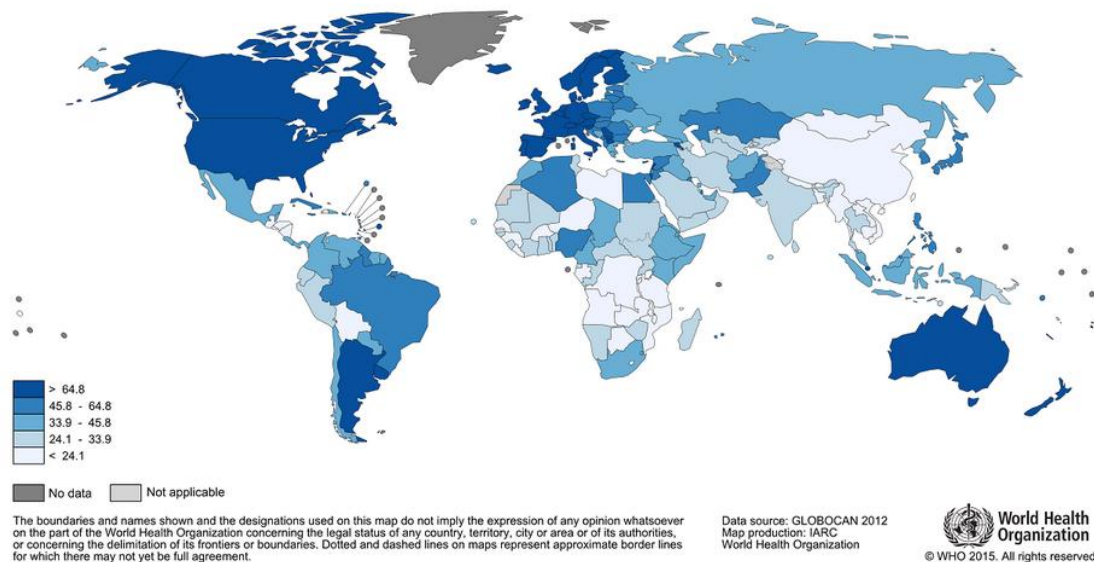 > 64.8
45.8 - 64.8
33.9 - 45.8
24.1 - 33.9
< 24.1
No data
Not applicable
The boundaries and names shown and the designations used on this map do not imply the expression of any opinion whatsoever
on the part of the World Health Organization concerning the legal status of any country, territory, city or area or of its authorities,
or concerning the delimitation of its frontiers or boundaries. Dotted and dashed lines on maps represent approximate border lines
for which there may not yet be full agreement.
Data source: GLOBOCAN 2012
Map production: IARC
World Health Organization
World Health
Organization
© WHO 2015. All rights reserved